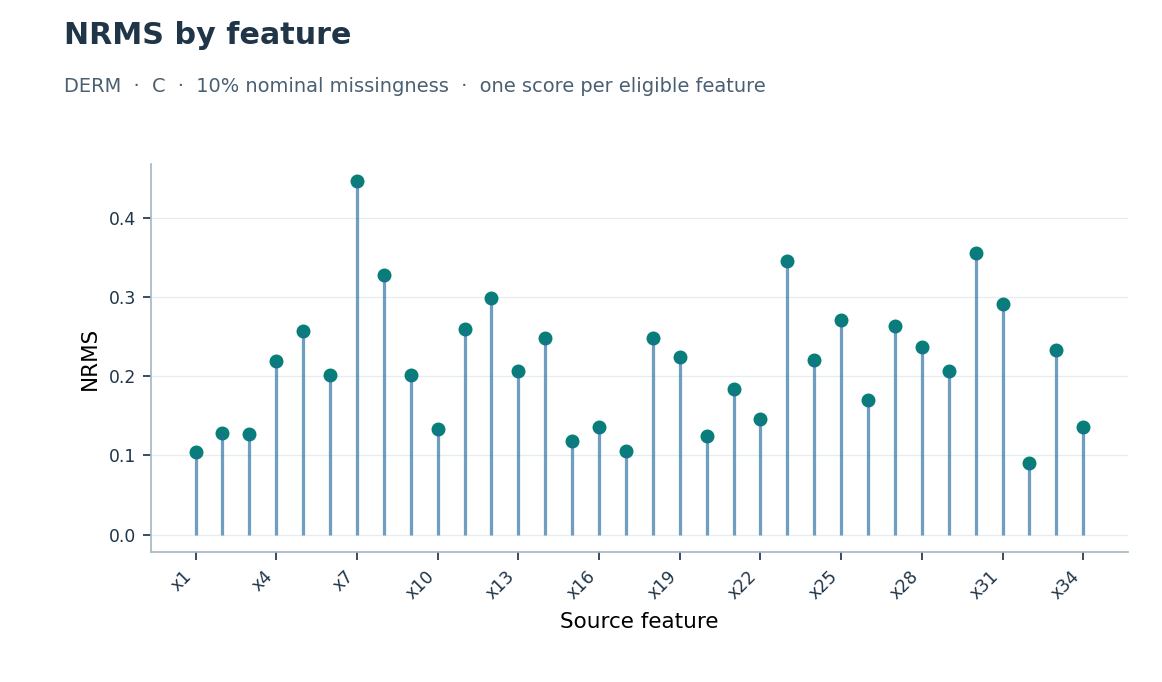 NRMS by feature
DERM · C · 10% nominal missingness · one score per eligible feature
NRMS
0.4
0.3
0.2
0.1
0.0
x1 x4 x7 x10 x13 x16 x19 x22 x25 x28 x31 x34
Source feature